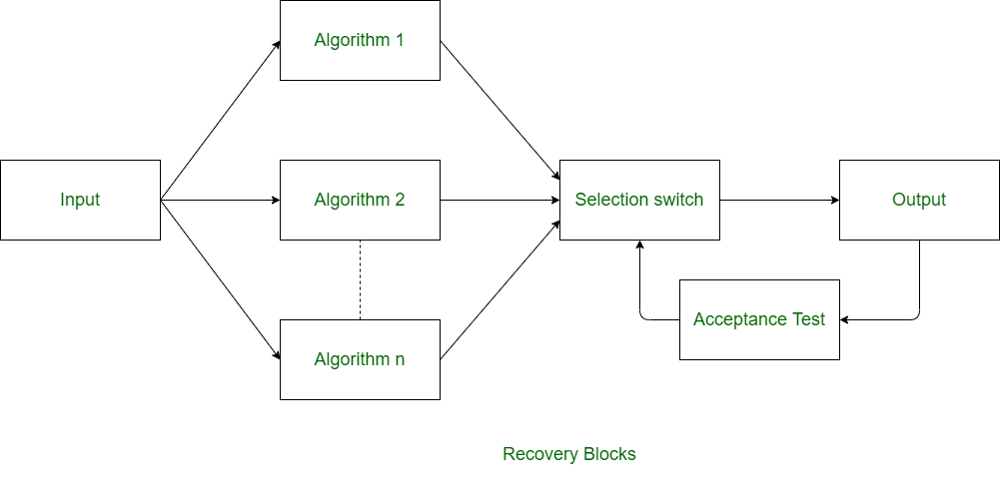 Algorithm 1
Input
Algorithm 2
Selection switch
Output
Algorithm n
Acceptance Test
Recovery Blocks